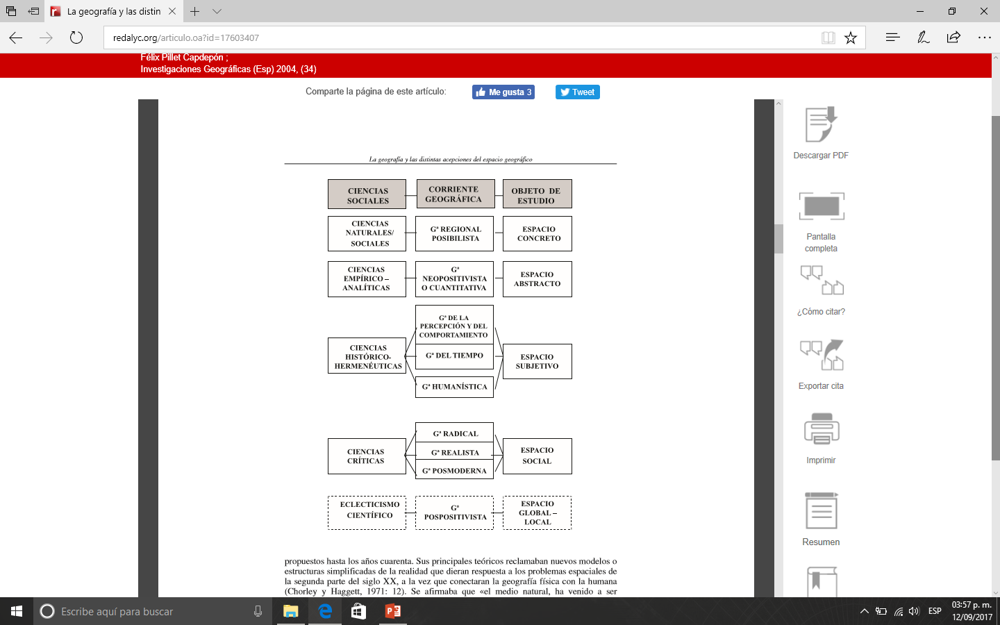 La geografía y las distin
redalyc.org/articulo.oa?id=17603407
Félix Pillet Capdepón ;
Investigaciones Geográficas (Esp) 2004, (34)
Comparte la página de este artículo:
Me gusta 3
Tweet
La geografía y las distintas acepciones del espacio geográfico
CIENCIAS
SOCIALES
CORRIENTE
GEOGRÁFICA
OBJETO DE
ESTUDIO
CIENCIAS
NATURALES/
SOCIALES
Gª REGIONAL
POSIBILISTA
ESPACIO
CONCRETO
CIENCIAS
EMPÍRICO –
ANALÍTICAS
Gª
NEOPOSITIVISTA
O CUANTITATIVA
ESPACIO
ABSTRACTO
CIENCIAS
HISTÓRICO-
HERMENÉUTICAS
Gª DE LA
PERCEPCIÓN Y DEL
COMPORTAMIENTO
Gª DEL TIEMPO
Gª HUMANÍSTICA
ESPACIO
SUBJETIVO
CIENCIAS
CRÍTICAS
Gª RADICAL
Gª REALISTA
Gª POSMODERNA
ESPACIO
SOCIAL
ECLECTICISMO
CIENTÍFICO
Gª
POSPOSITIVISTA
ESPACIO
GLOBAL –
LOCAL
propuestos hasta los años cuarenta. Sus principales teóricos reclamaban nuevos modelos o
estructuras simplificadas de la realidad que dieran respuesta a los problemas espaciales de
la segunda parte del siglo XX, a la vez que conectaran la geografía física con la humana
(Chorley y Haggett, 1971: 12). Se afirmaba que «el medio natural, ha venido a ser
Descargar PDF
Pantalla
completa
¿Cómo citar?
Exportar cita
Imprimir
Resumen
Escribe aquí para buscar
ESP
03:57 p. m.
12/09/2017